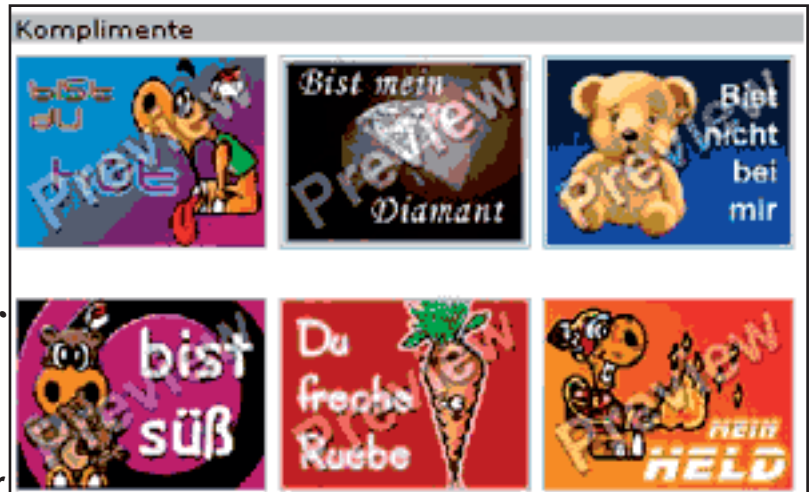 Komplimente
bist
du
hot
Preview
Bist mein
Diamant
Preview
Bist
nicht
bei
mir
Preview
bist
süß
Preview
Du
freche
Ruebe
Preview
MEIN
HELD
Preview